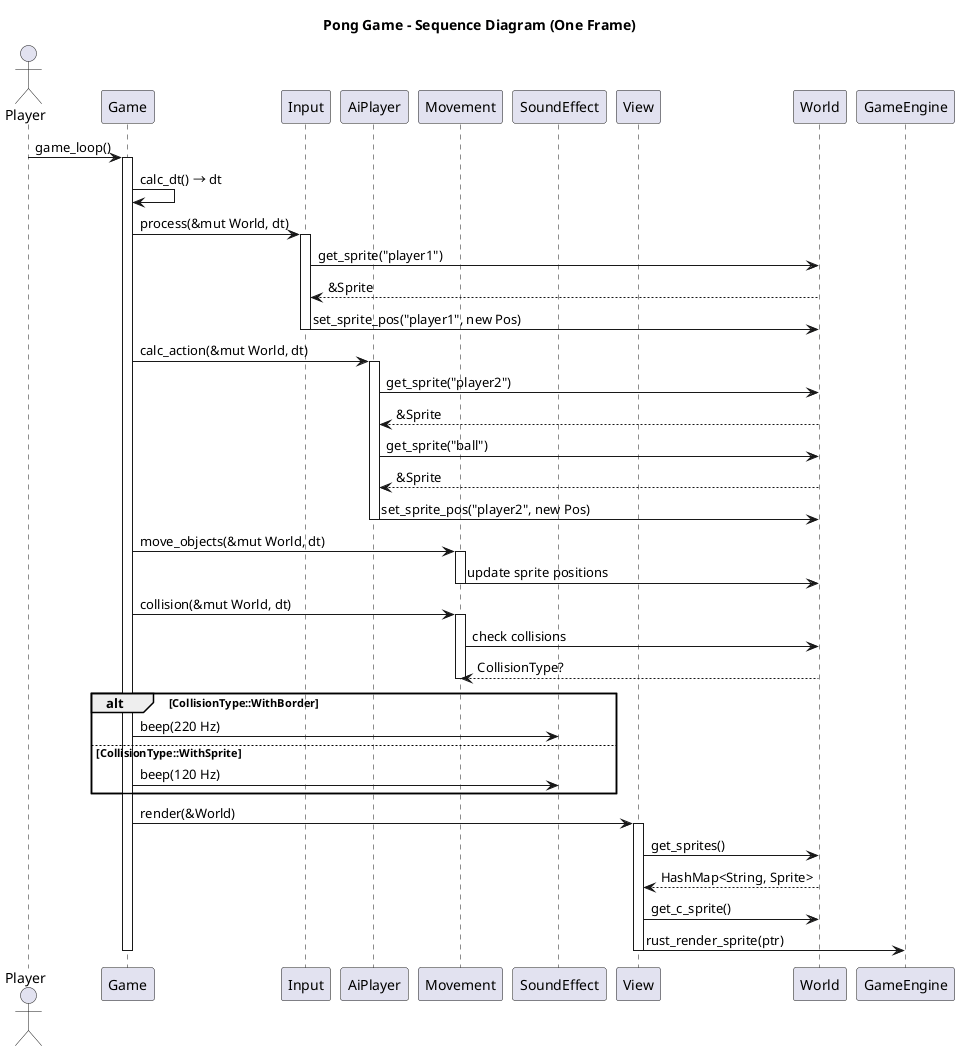 Pong Game - Sequence Diagram (One Frame)
Player
Game
Input
AiPlayer
Movement
SoundEffect
View
World
GameEngine
game_loop()
calc_dt() → dt
process(&mut World, dt)
get_sprite("player1")
&Sprite
set_sprite_pos("player1", new Pos)
calc_action(&mut World, dt)
get_sprite("player2")
&Sprite
get_sprite("ball")
&Sprite
set_sprite_pos("player2", new Pos)
move_objects(&mut World, dt)
update sprite positions
collision(&mut World, dt)
check collisions
CollisionType?
alt [CollisionType::WithBorder]
beep(220 Hz)
[CollisionType::WithSprite]
beep(120 Hz)
render(&World)
get_sprites()
HashMap<String, Sprite>
get_c_sprite()
rust_render_sprite(ptr)
Player
Game
Input
AiPlayer
Movement
SoundEffect
View
World
GameEngine